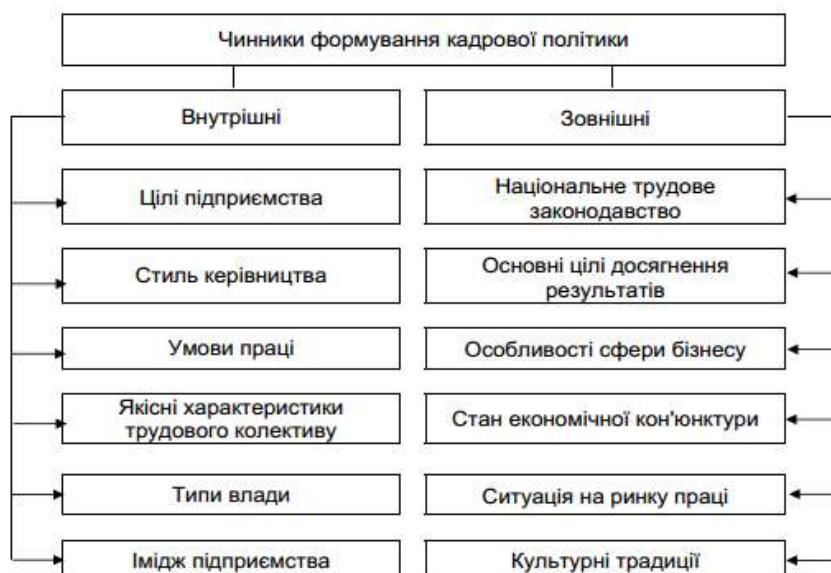 Чинники формування кадрової політики
Внутрішні
Зовнішні
Цілі підприємства
Національне трудове
законодавство
Стиль керівництва
Основні цілі досягнення
результатів
Умови праці
Особливості сфери бізнесу
Якісні характеристики
трудового колективу
Стан економічної кон'юнктури
Типи влади
Ситуація на ринку праці
Імідж підприємства
Культурні традиції